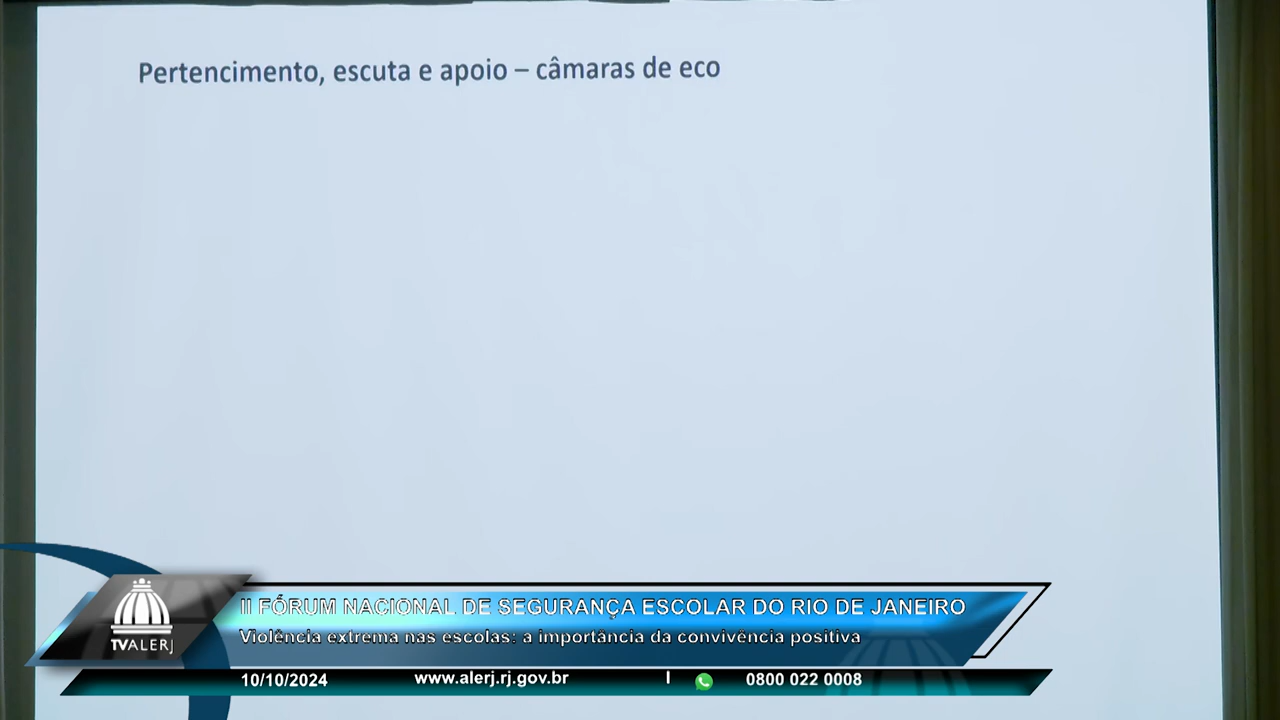 Pertencimento, escuta e apoio – câmaras de eco
II FÓRUM NACIONAL DE SEGURANÇA ESCOLAR DO RIO DE JANEIRO
Violência extrema nas escolas: a importância da convivência positiva
TVALERJ
10/10/2024 www.alerj.rj.gov.br | 0800 022 0008